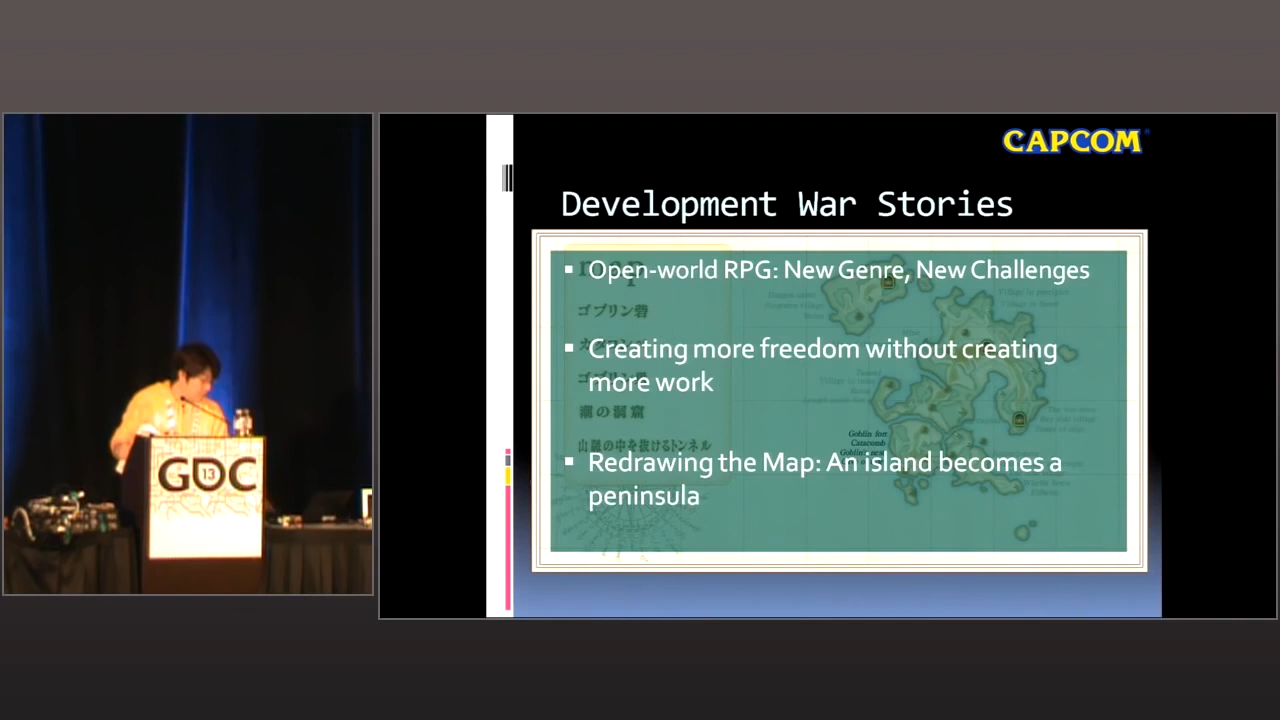 CAPCOM
Development War Stories
▪ Open-world RPG: New Genre, New Challenges
ゴブリン砦
▪ Creating more freedom without creating
more work
潮の洞窟
山麓の中を抜けるトンネル
Goblin fort
Catacomb
▪ Redrawing the Map: An island becomes a
peninsula
GDC
13